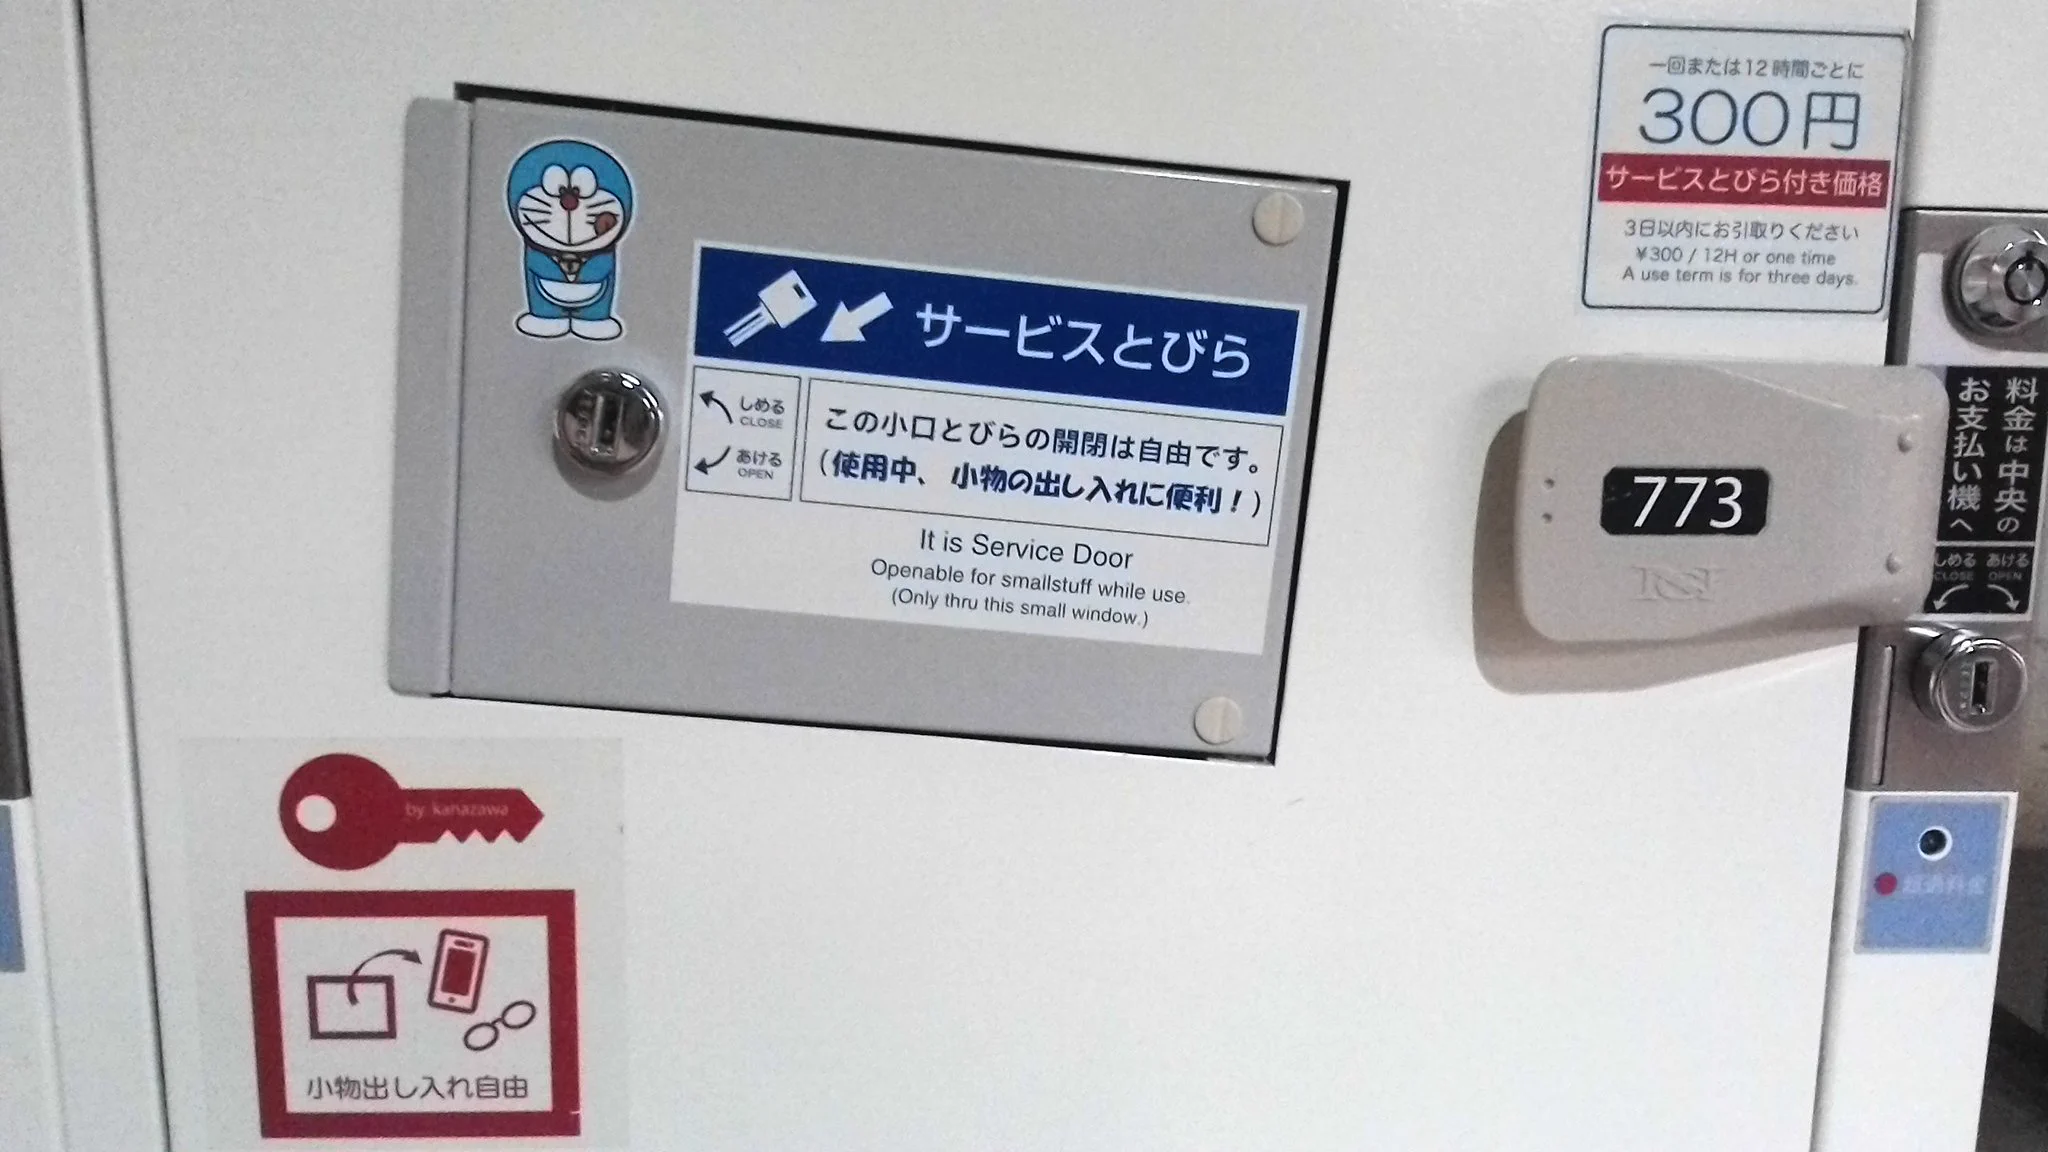 一回または12時間ごとに
300円
サービスとびら付き価格
3日以内にお引取りください
¥300 / 12H or one time
A use term is for three days.
サービスとびら
しめる
CLOSE
あける
OPEN
この小口とびらの開閉は自由です。
(使用中、小物の出し入れに便利!)
It is Service Door
Openable for smallstuff while use.
(Only thru this small window.)
773
料金は中央の
お支払い機へ
しめる あける
CLOSE OPEN
by kanazawa
小物出し入れ自由